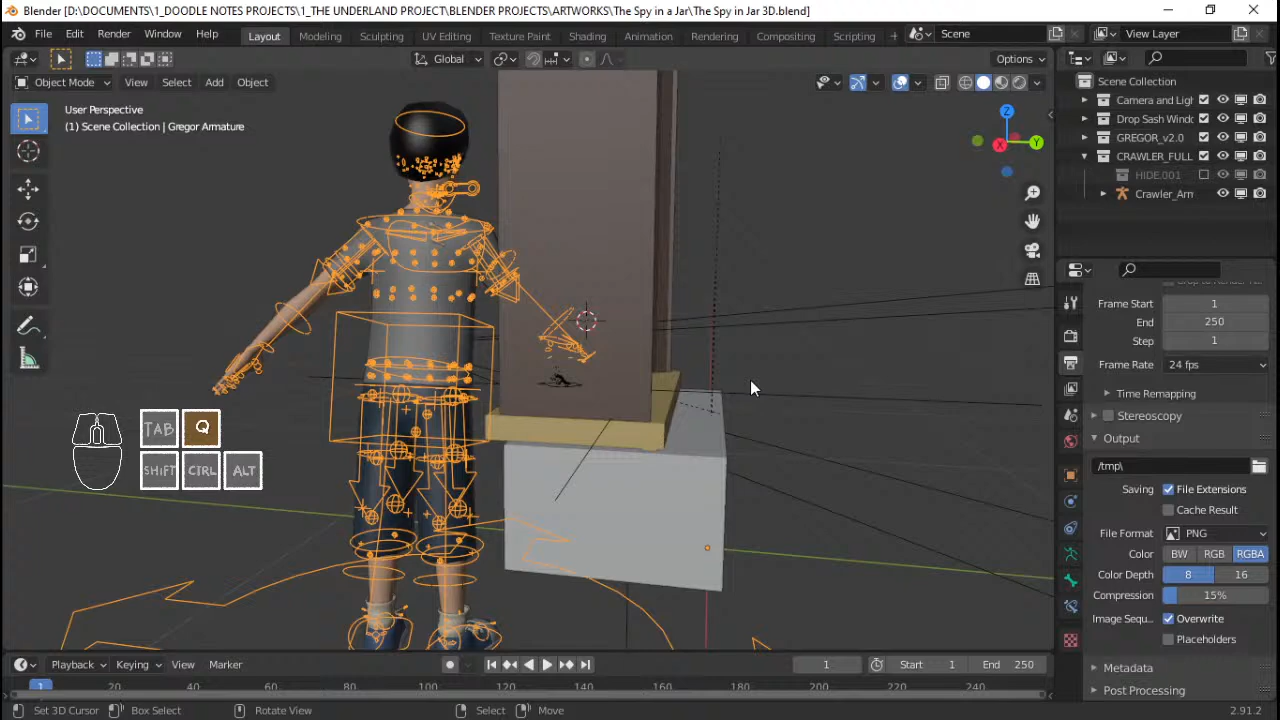 Blender [D:\DOCUMENTS\1_DOODLE NOTES PROJECTS\1_THE UNDERLAND PROJECT\BLENDER PROJECTS\ARTWORKS\The Spy in a Jar\The Spy in Jar 3D.blend]
File Edit Render Window Help Layout Modeling Sculpting UV Editing Texture Paint Shading Animation Rendering Compositing Scripting + Scene View Layer
Global Options
Object Mode View Select Add Object
User Perspective
(1) Scene Collection | Gregor Armature
Z
Y
X
Scene Collection
Camera and Ligh
Drop Sash Windo
GREGOR_v2.0
CRAWLER_FULL
HIDE.001
Crawler_Arm
Frame Start 1
End 250
Step 1
Frame Rate 24 fps
Time Remapping
Stereoscopy
Output
/tmp\
Saving File Extensions
Cache Result
File Format PNG
Color BW RGB RGBA
Color Depth 8 16
Compression 15%
Image Sequ... Overwrite
Placeholders
Metadata
Post Processing
TAB Q
SHIFT CTRL ALT
Playback Keying View Marker 1 Start 1 End 250
1 20 40 60 80 100 120 140 160 180 200 220 240
Set 3D Cursor Box Select Rotate View Select Move 2.91.2